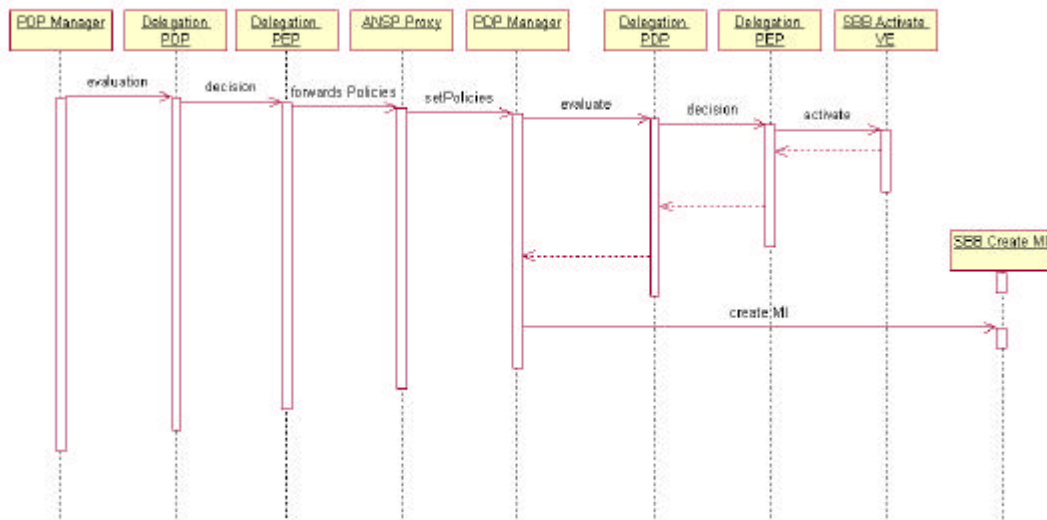 PDP Manager
Delegation
PDP
Delegation
PEP
ANSP Proxy
PDP Manager
Delegation
PDP
Delegation
PEP
SBB Activate
VE
evaluation
decision
forwards Policies
setPolicies
evaluate
decision
activate
SBB Create MI
create MI